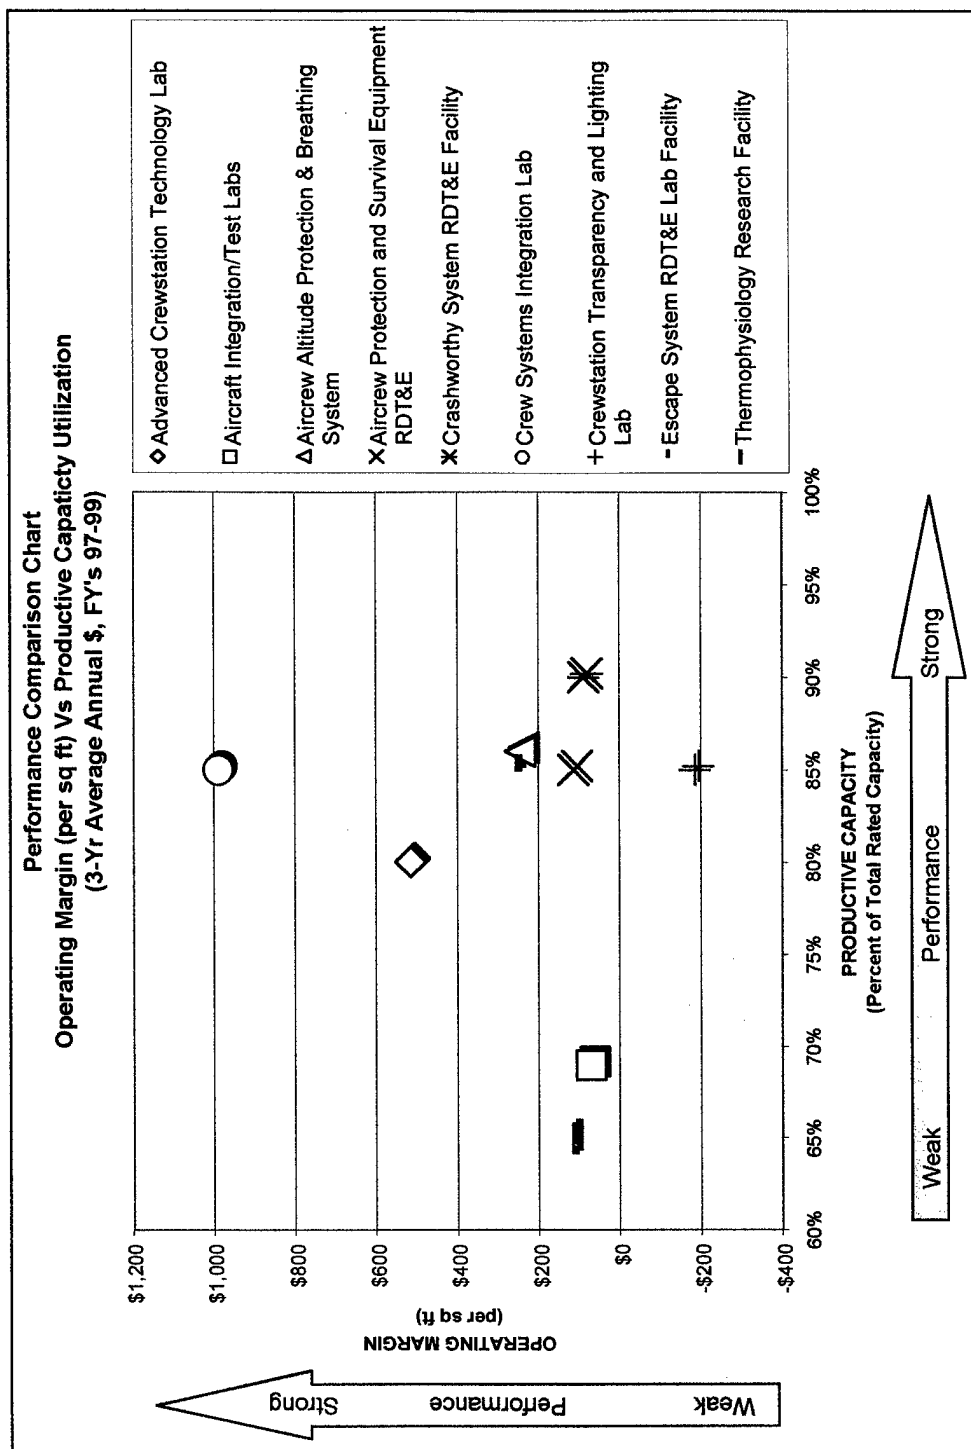 Performance Comparison Chart
Operating Margin (per sq ft) Vs Productive Capaticty Utilization
(3-Yr Average Annual $, FY's 97-99)
Strong
Performance
Weak
OPERATING MARGIN
(per sq ft)
$1,200
$1,000
$800
$600
$400
$200
$0
-$200
-$400
60%
65%
70%
75%
80%
85%
90%
95%
100%
PRODUCTIVE CAPACITY
(Percent of Total Rated Capacity)
Weak
Performance
Strong
Advanced Crewstation Technology Lab
Aircraft Integration/Test Labs
Aircrew Altitude Protection & Breathing
System
Aircrew Protection and Survival Equipment
RDT&E
Crashworthy System RDT&E Facility
Crew Systems Integration Lab
Crewstation Transparency and Lighting
Lab
Escape System RDT&E Lab Facility
Thermophysiology Research Facility